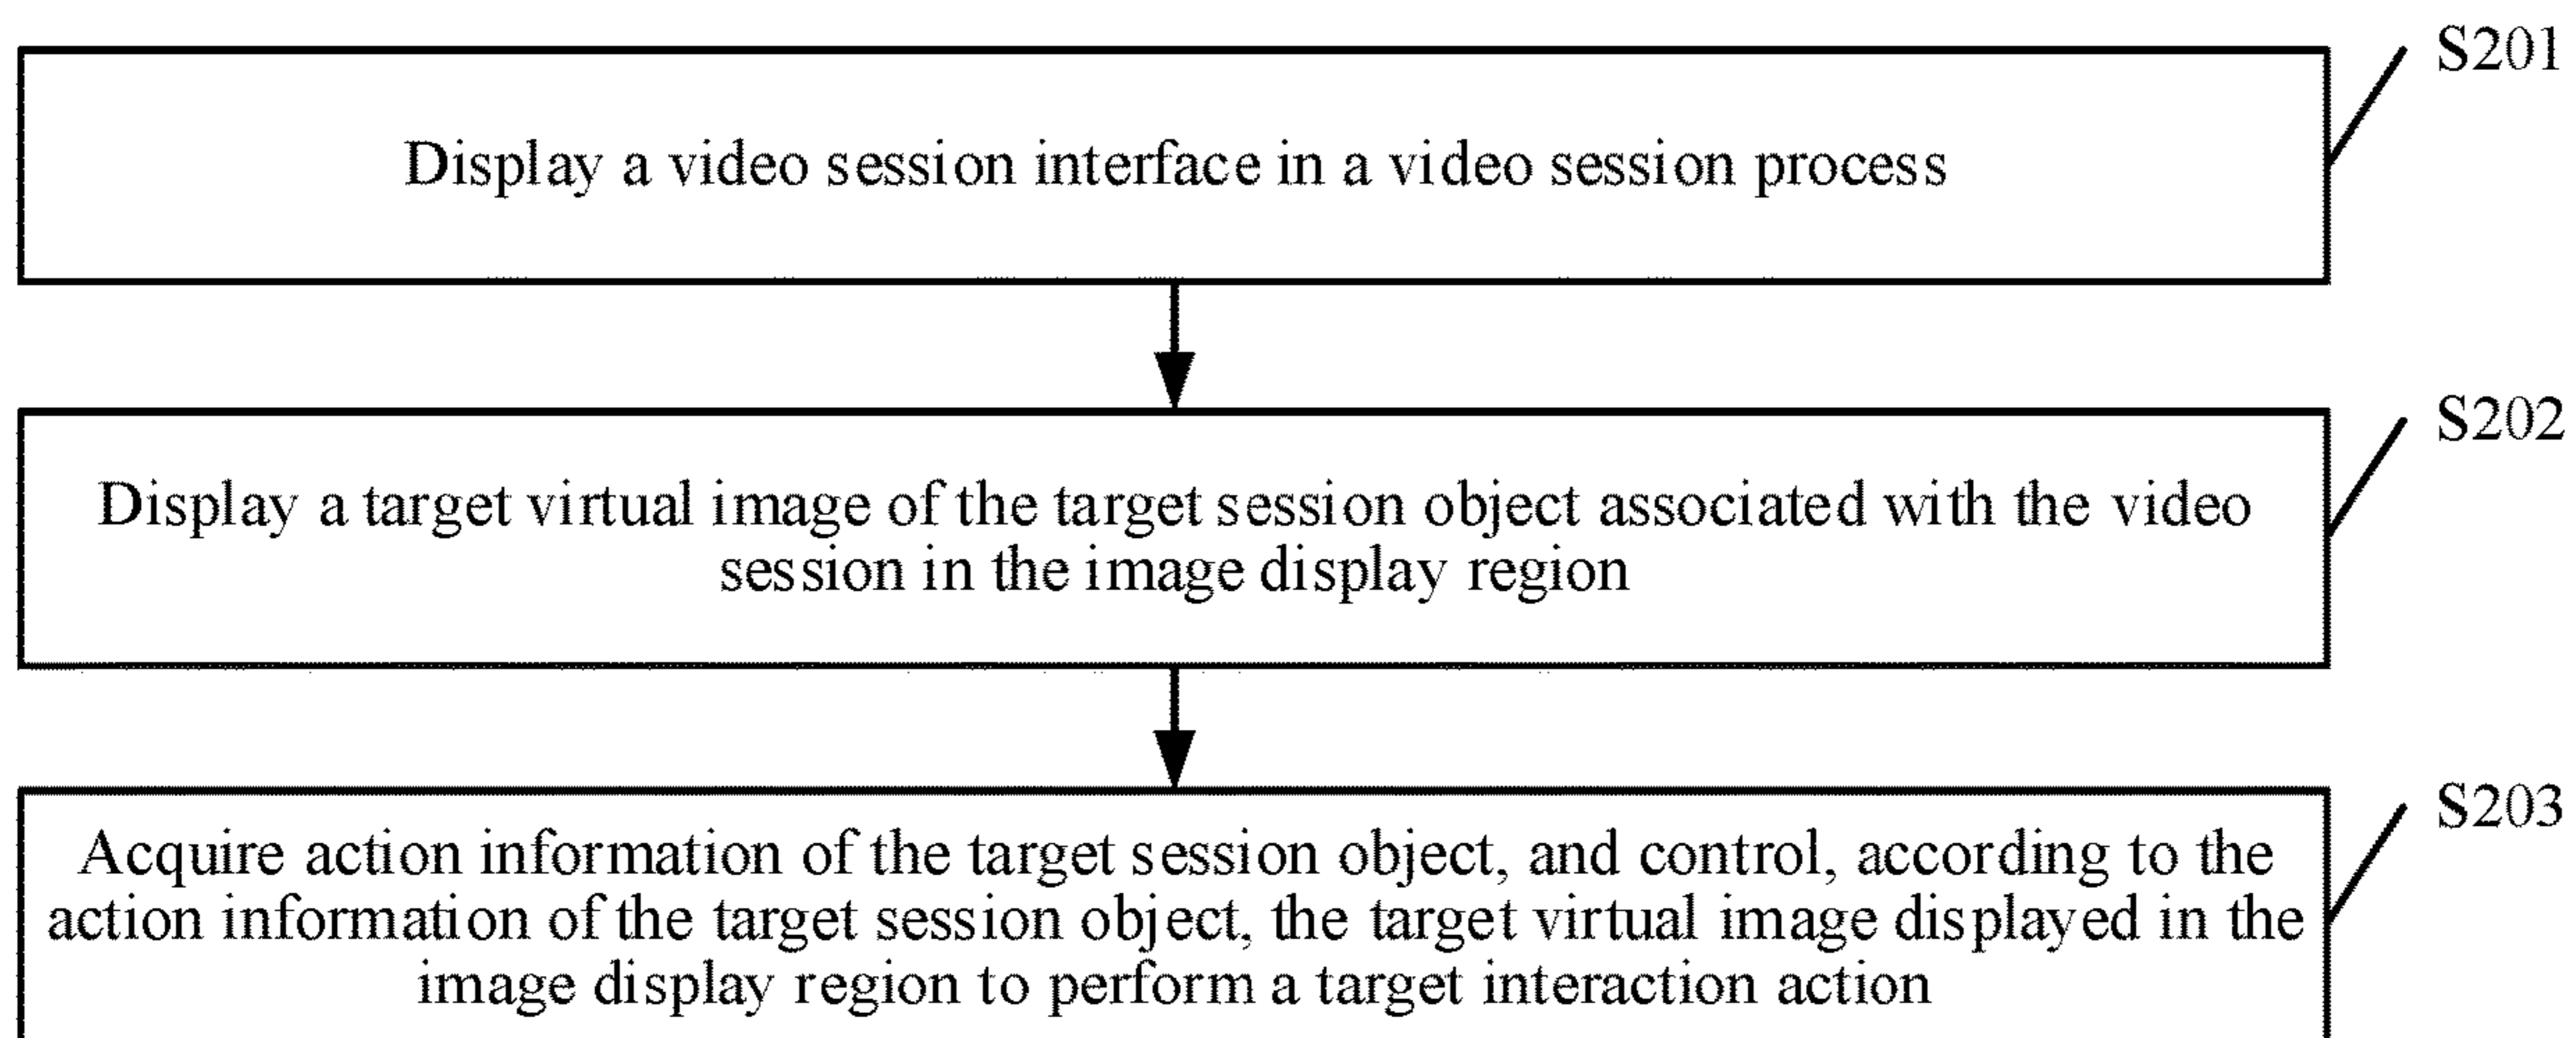 S201
Display a video session interface in a video session process
S202
Display a target virtual image of the target session object associated with the video
session in the image display region
S203
Acquire action information of the target session object, and control, according to the
action information of the target session object, the target virtual image displayed in the
image display region to perform a target interaction action